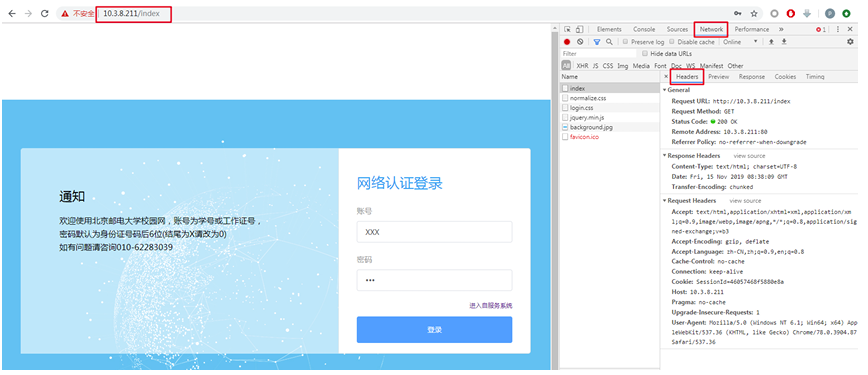 不安全 | 10.3.8.211/index
Elements Console Sources Network Performance » 1
Preserve log Disable cache Online
Filter Hide data URLs
All XHR JS CSS Img Media Font Doc WS Manifest Other
Name
index
normalize.css
login.css
jquery.min.js
background.jpg
favicon.ico
× Headers Preview Response Cookies Timing
General
Request URL: http://10.3.8.211/index
Request Method: GET
Status Code: 200 OK
Remote Address: 10.3.8.211:80
Referrer Policy: no-referrer-when-downgrade
Response Headers view source
Content-Type: text/html; charset=UTF-8
Date: Fri, 15 Nov 2019 08:38:09 GMT
Transfer-Encoding: chunked
Request Headers view source
Accept: text/html,application/xhtml+xml,application/xm
l;q=0.9,image/webp,image/apng,*/*;q=0.8,application/sig
ned-exchange;v=b3
Accept-Encoding: gzip, deflate
Accept-Language: zh-CN,zh;q=0.9,en;q=0.8
Cache-Control: no-cache
Connection: keep-alive
Cookie: SessionId=46057468f5880e8a
Host: 10.3.8.211
Pragma: no-cache
Upgrade-Insecure-Requests: 1
User-Agent: Mozilla/5.0 (Windows NT 6.1; Win64; x64) App
leWebKit/537.36 (KHTML, like Gecko) Chrome/78.0.3904.87
Safari/537.36
通知
欢迎使用北京邮电大学校园网，账号为学号或工作证号，
密码默认为身份证号码后6位(结尾为X请改为0)
如有问题请咨询010-62283039
网络认证登录
账号
XXX
密码
•••
进入自服务系统
登录